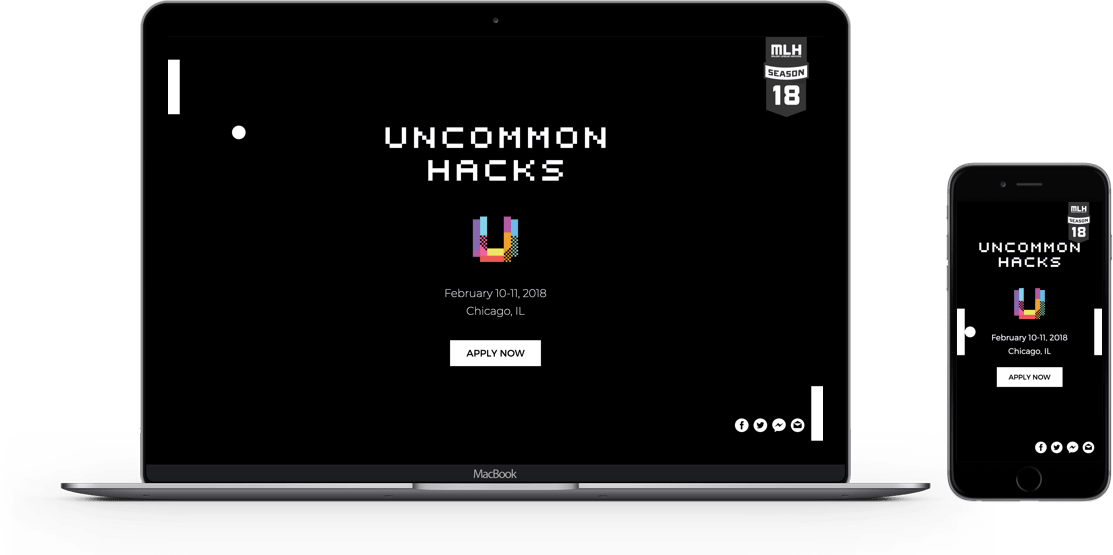 MLH
SEASON
18
UNCOMMON
HACKS
February 10-11, 2018
Chicago, IL
APPLY NOW
MacBook
MLH
SEASON
18
UNCOMMON
HACKS
February 10-11, 2018
Chicago, IL
APPLY NOW